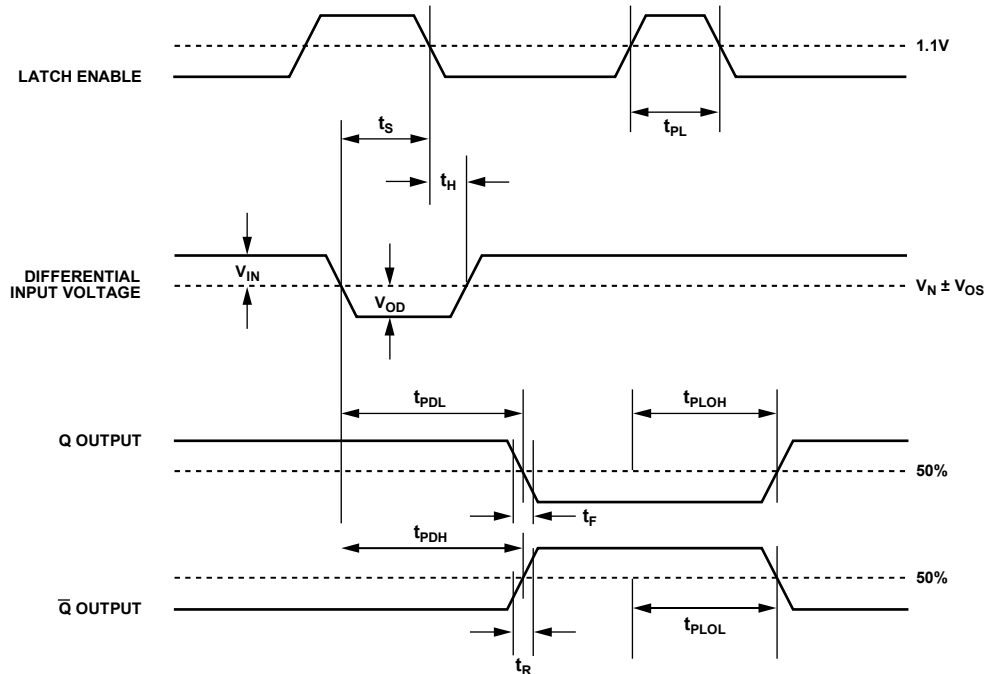 1.1V
LATCH ENABLE
tS
tPL
tH
VIN
DIFFERENTIAL
INPUT VOLTAGE
VOD
VN ± VOS
tPDL
tPLOH
Q OUTPUT
50%
tF
tPDH
50%
Q̅ OUTPUT
tPLOL
tR